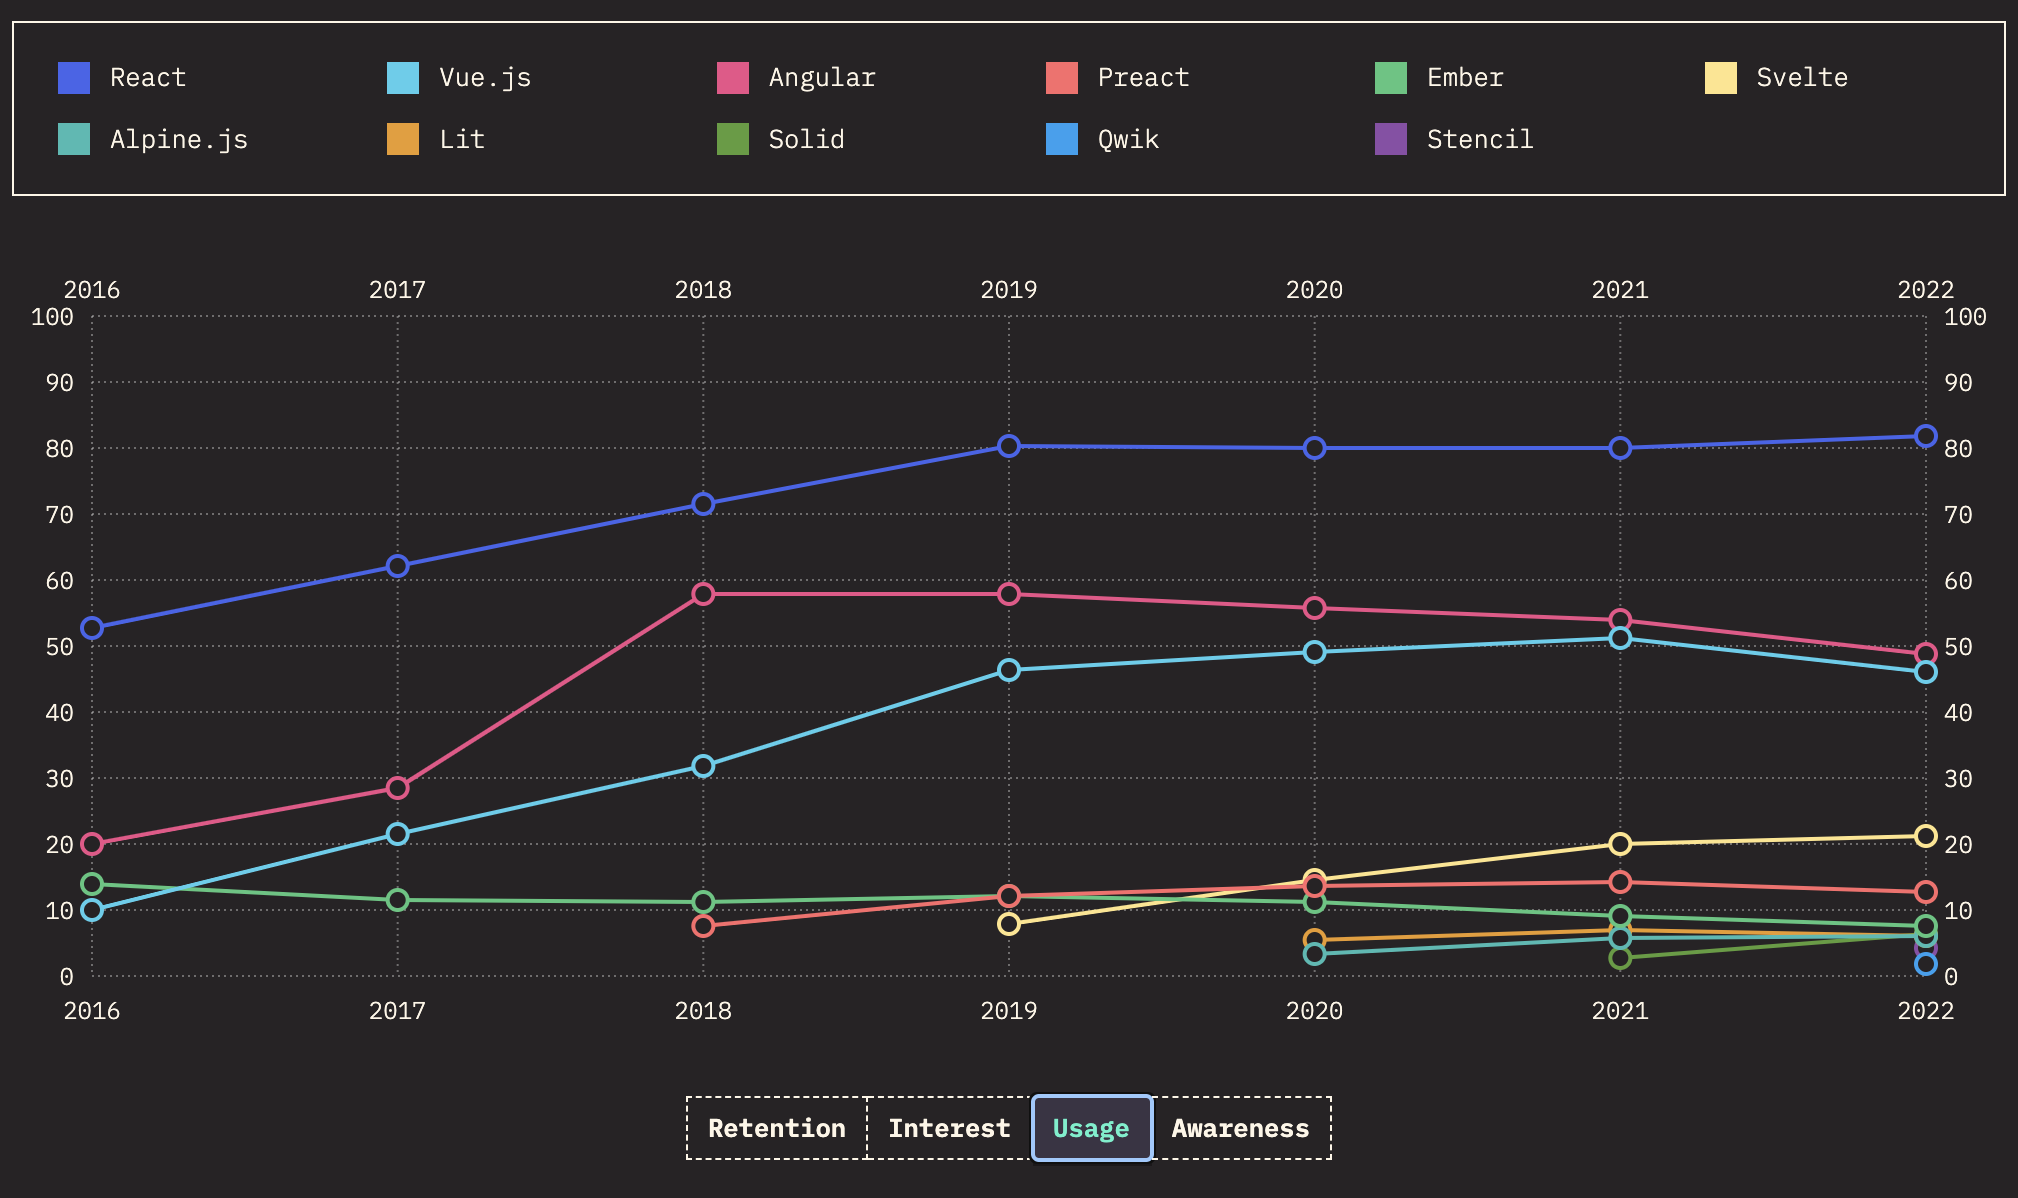 React Vue.js Angular Preact Ember Svelte
Alpine.js Lit Solid Qwik Stencil
2016 2017 2018 2019 2020 2021 2022
100 100
90 90
80 80
70 70
60 60
50 50
40 40
30 30
20 20
10 10
0 0
2016 2017 2018 2019 2020 2021 2022
Retention Interest Usage Awareness